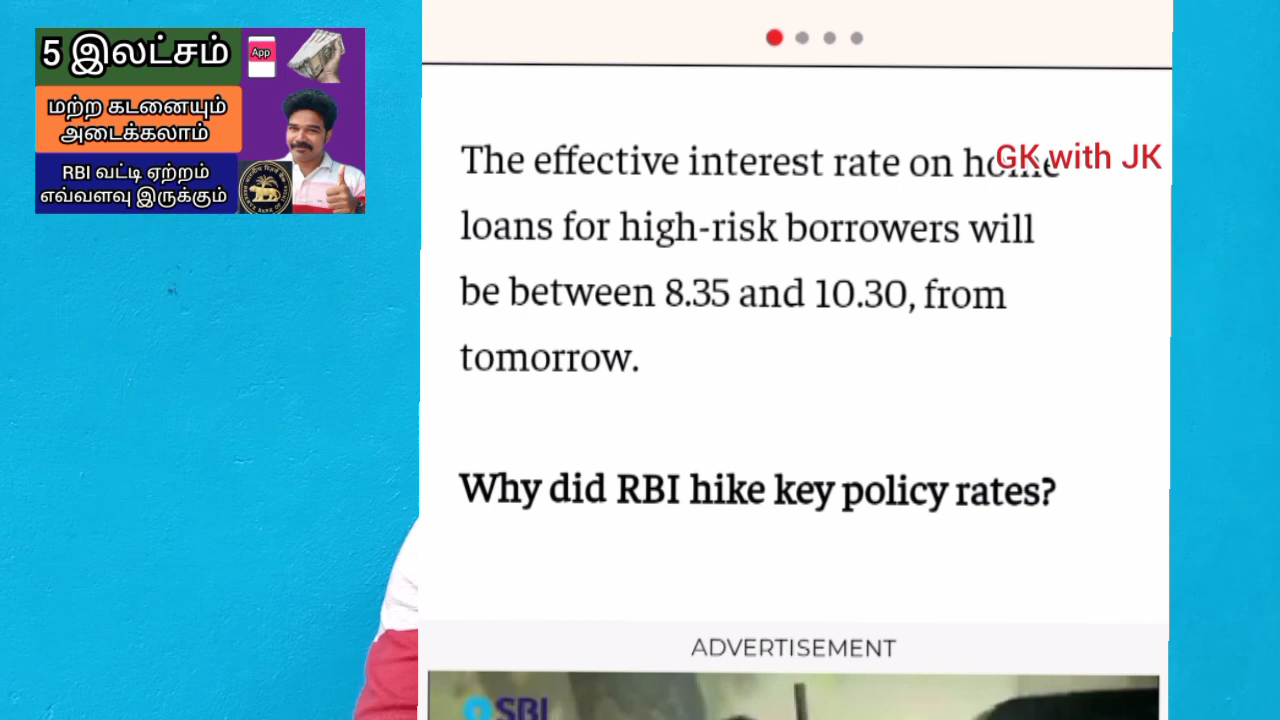 5 இலட்சம்
App
மற்ற கடனையும்
அடைக்கலாம்
RBI வட்டி ஏற்றம்
எவ்வளவு இருக்கும்
GK with JK
The effective interest rate on home
loans for high-risk borrowers will
be between 8.35 and 10.30, from
tomorrow.
Why did RBI hike key policy rates?
ADVERTISEMENT
SBI